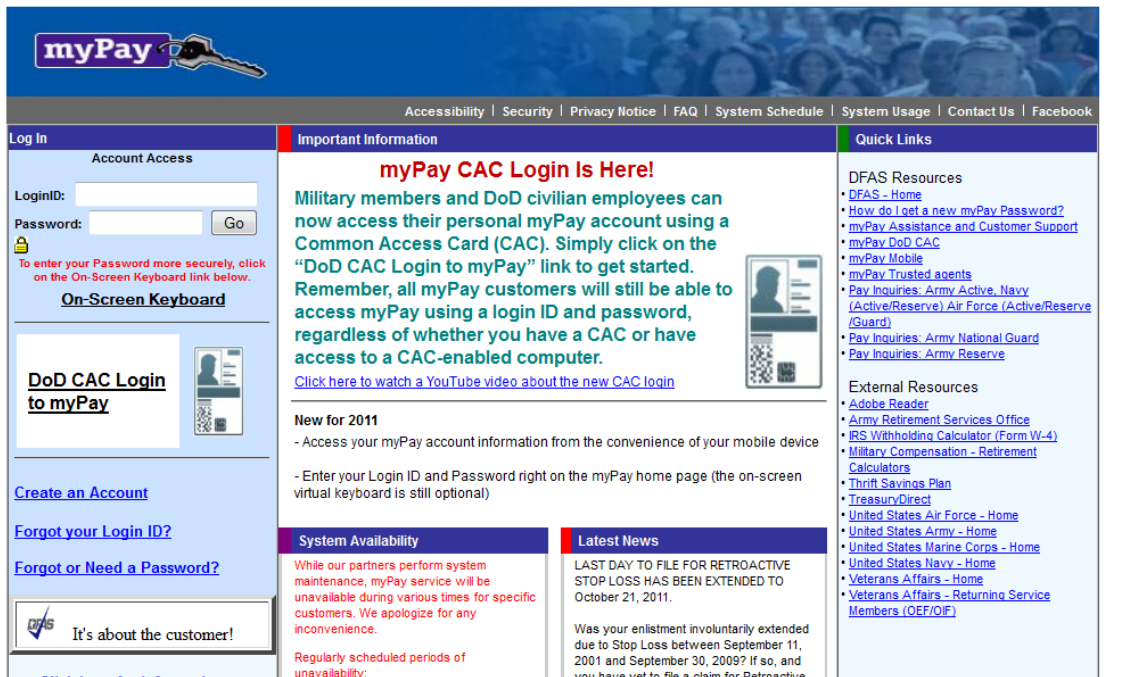 myPay
Accessibility | Security | Privacy Notice | FAQ | System Schedule | System Usage | Contact Us | Facebook
Log In
Account Access
LoginID:
Password:
Go
To enter your Password more securely, click
on the On-Screen Keyboard link below.
On-Screen Keyboard
DoD CAC Login
to myPay
Create an Account
Forgot your Login ID?
Forgot or Need a Password?
DFAS
It's about the customer!
Important Information
myPay CAC Login Is Here!
Military members and DoD civilian employees can
now access their personal myPay account using a
Common Access Card (CAC). Simply click on the
“DoD CAC Login to myPay” link to get started.
Remember, all myPay customers will still be able to
access myPay using a login ID and password,
regardless of whether you have a CAC or have
access to a CAC-enabled computer.
Click here to watch a YouTube video about the new CAC login
New for 2011
- Access your myPay account information from the convenience of your mobile device
- Enter your Login ID and Password right on the myPay home page (the on-screen
virtual keyboard is still optional)
System Availability
While our partners perform system
maintenance, myPay service will be
unavailable during various times for specific
customers. We apologize for any
inconvenience.
Regularly scheduled periods of
unavailability:
Latest News
LAST DAY TO FILE FOR RETROACTIVE
STOP LOSS HAS BEEN EXTENDED TO
October 21, 2011.
Was your enlistment involuntarily extended
due to Stop Loss between September 11,
2001 and September 30, 2009? If so, and
you have yet to file a claim for Retroactive
Quick Links
DFAS Resources
• DFAS - Home
• How do I get a new myPay Password?
• myPay Assistance and Customer Support
• myPay DoD CAC
• myPay Mobile
• myPay Trusted agents
• Pay Inquiries: Army Active, Navy
(Active/Reserve) Air Force (Active/Reserve
/Guard)
• Pay Inquiries: Army National Guard
• Pay Inquiries: Army Reserve
External Resources
• Adobe Reader
• Army Retirement Services Office
• IRS Withholding Calculator (Form W-4)
• Military Compensation - Retirement
Calculators
• Thrift Savings Plan
• TreasuryDirect
• United States Air Force - Home
• United States Army - Home
• United States Marine Corps - Home
• United States Navy - Home
• Veterans Affairs - Home
• Veterans Affairs - Returning Service
Members (OEF/OIF)